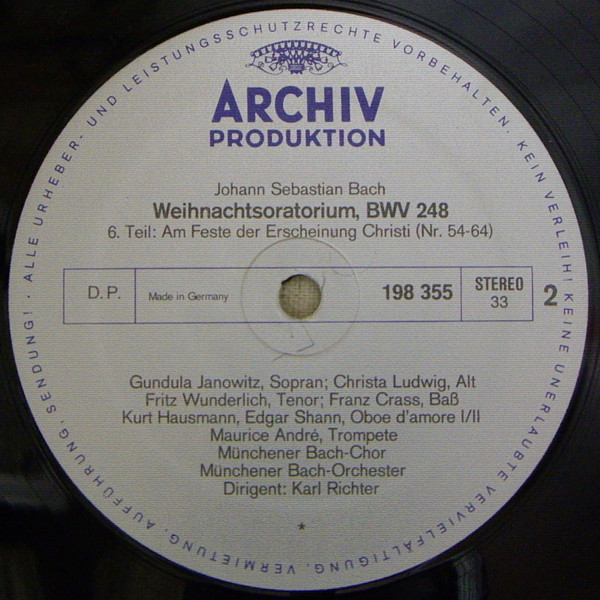 ALLE URHEBER- UND LEISTUNGSSCHUTZRECHTE VORBEHALTEN. KEIN VERLEIH! KEINE UNERLAUBTE VERVIELFÄLTIGUNG, VERMIETUNG, AUFFÜHRUNG, SENDUNG! ·
ARCHIV
PRODUKTION
Johann Sebastian Bach
Weihnachtsoratorium, BWV 248
6. Teil: Am Feste der Erscheinung Christi (Nr. 54-64)
D.P. Made in Germany 198 355 STEREO 33 2
Gundula Janowitz, Sopran; Christa Ludwig, Alt
Fritz Wunderlich, Tenor; Franz Crass, Baß
Kurt Hausmann, Edgar Shann, Oboe d'amore I/II
Maurice André, Trompete
Münchener Bach-Chor
Münchener Bach-Orchester
Dirigent: Karl Richter
*